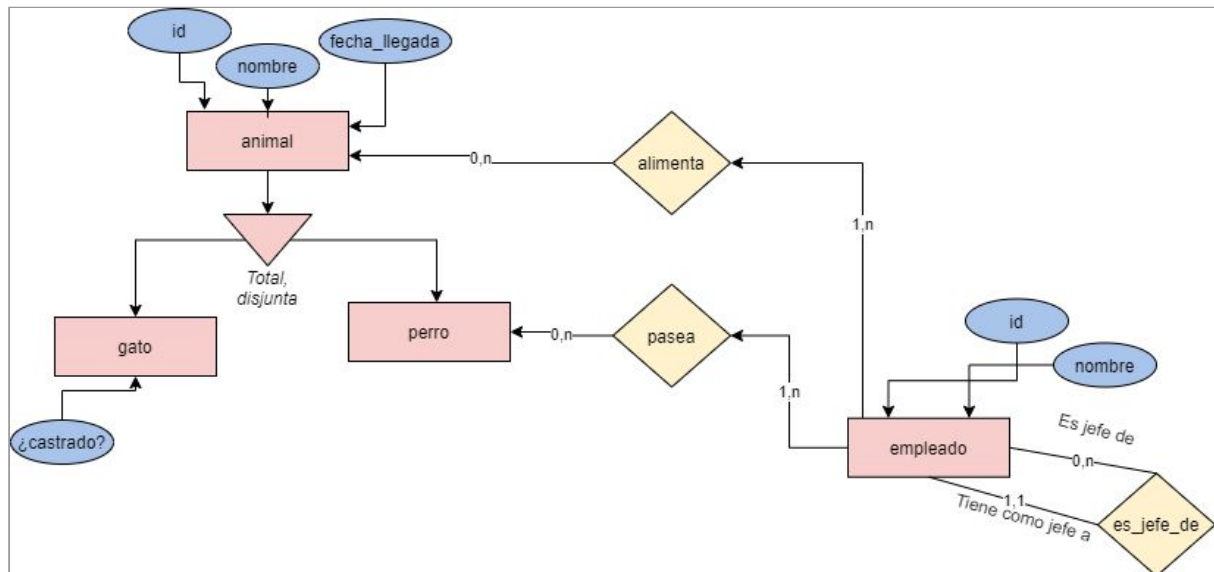 id
fecha_llegada
nombre
animal
0,n
alimenta
1,n
Total,
disjunta
gato
perro
0,n
pasea
1,n
id
nombre
¿castrado?
empleado
Es jefe de
0,n
1,1
Tiene como jefe a
es_jefe_de